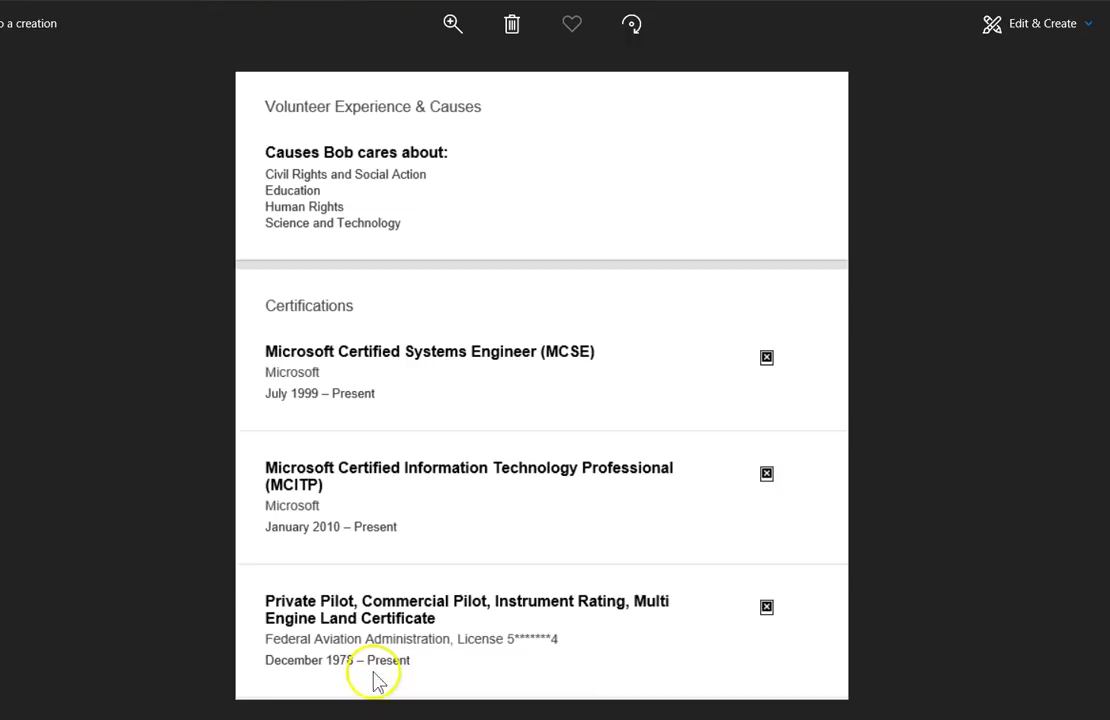 o a creation
Edit & Create
Volunteer Experience & Causes
Causes Bob cares about:
Civil Rights and Social Action
Education
Human Rights
Science and Technology
Certifications
Microsoft Certified Systems Engineer (MCSE)
Microsoft
July 1999 – Present
Microsoft Certified Information Technology Professional
(MCITP)
Microsoft
January 2010 – Present
Private Pilot, Commercial Pilot, Instrument Rating, Multi
Engine Land Certificate
Federal Aviation Administration, License 5*******4
December – Present